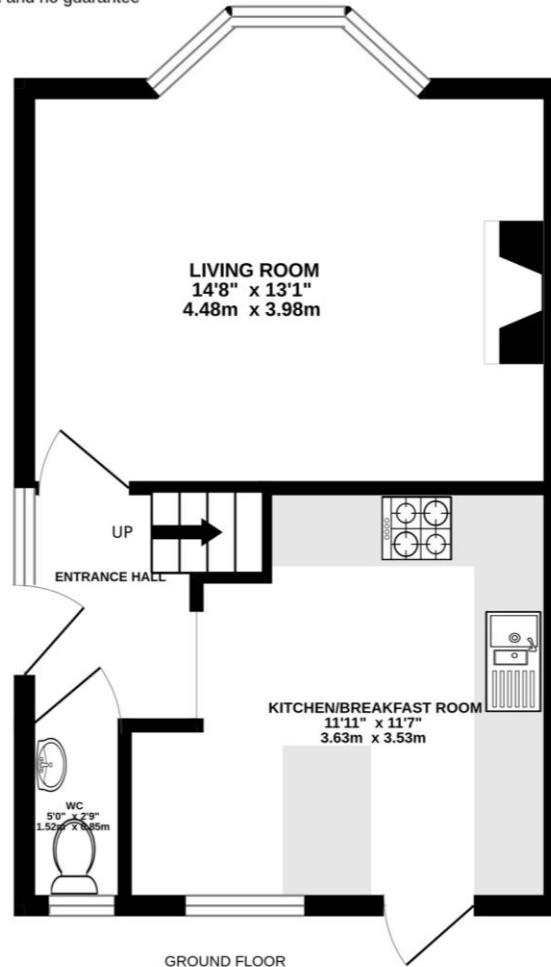 and no guarantee
LIVING ROOM
14'8" x 13'1"
4.48m x 3.98m
UP
ENTRANCE HALL
KITCHEN/BREAKFAST ROOM
11'11" x 11'7"
3.63m x 3.53m
WC
5'0" x 2'9"
1.52m x 0.85m
GROUND FLOOR